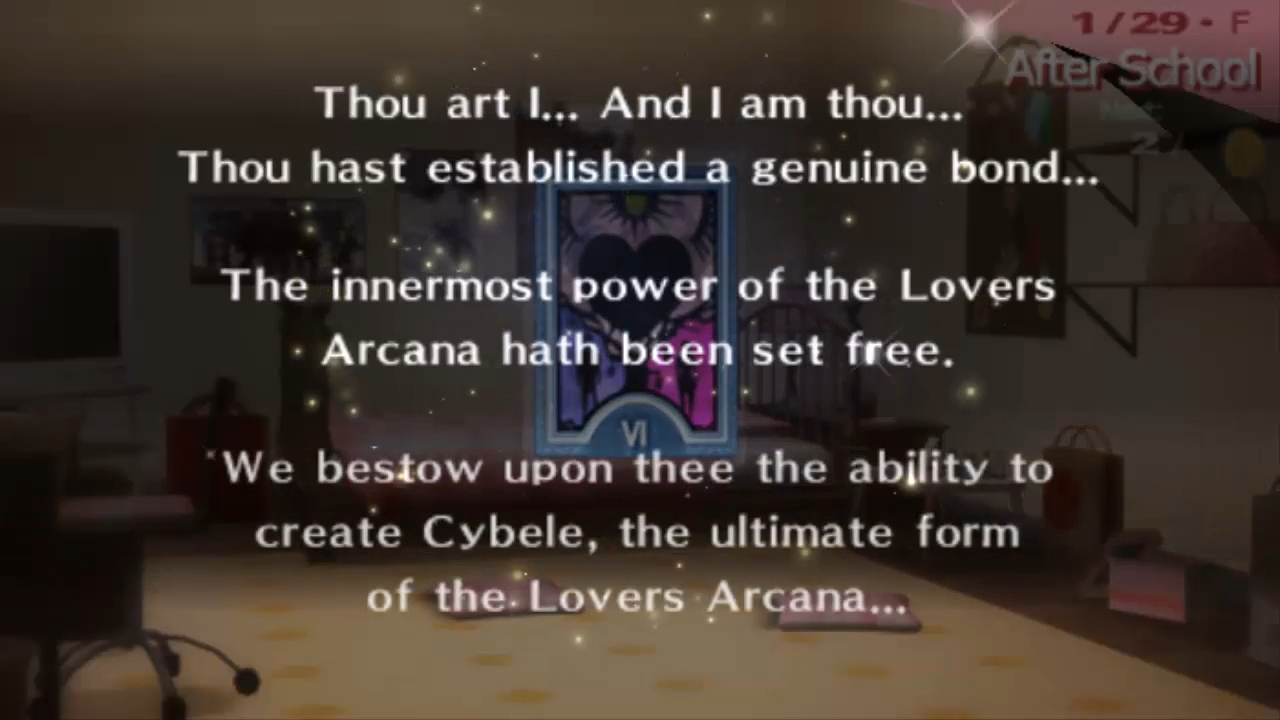 1/29 • F
After School
Thou art I... And I am thou...
Thou hast established a genuine bond...
The innermost power of the Lovers
Arcana hath been set free.
VI
We bestow upon thee the ability to
create Cybele, the ultimate form
of the Lovers Arcana...